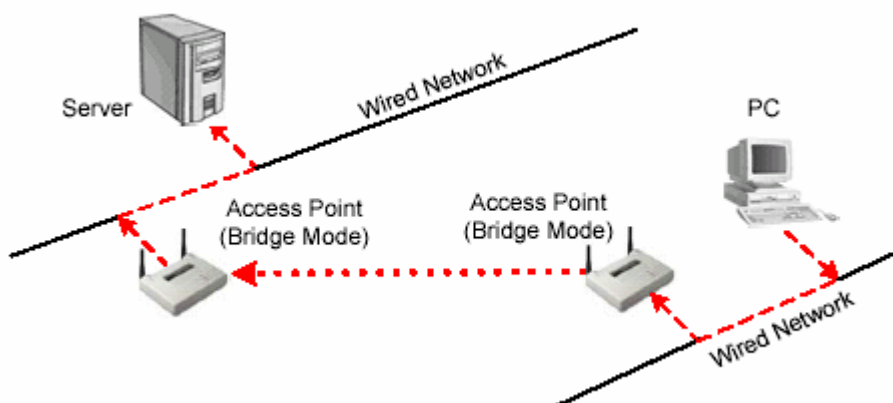 Server
Wired Network
PC
Access Point
(Bridge Mode)
Access Point
(Bridge Mode)
Wired Network